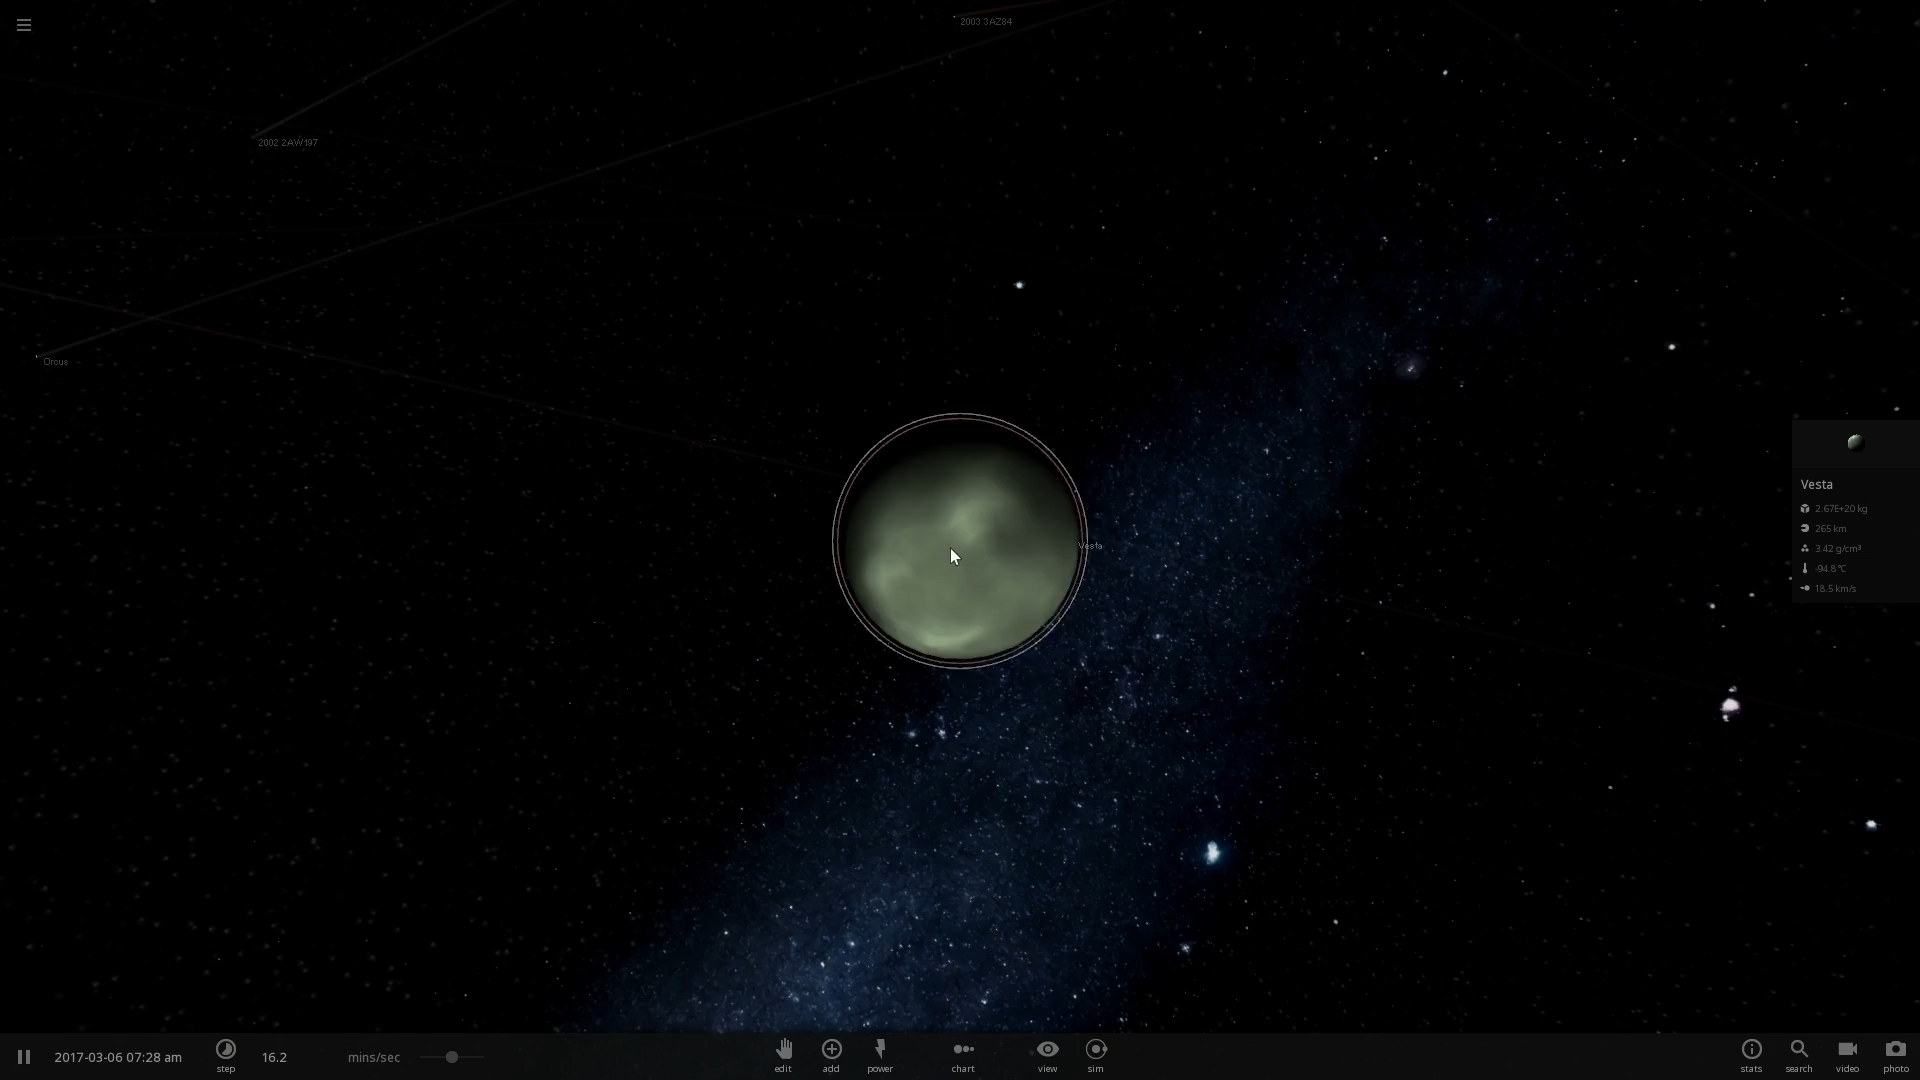 2003 3AZ84
2002 2AW197
Orcus
Vesta
Vesta
2.67E+20 kg
265 km
3.42 g/cm³
-94.8 °C
18.5 km/s
2017-03-06 07:28 am
step
16.2
mins/sec
edit
add
power
chart
view
sim
stats
search
video
photo